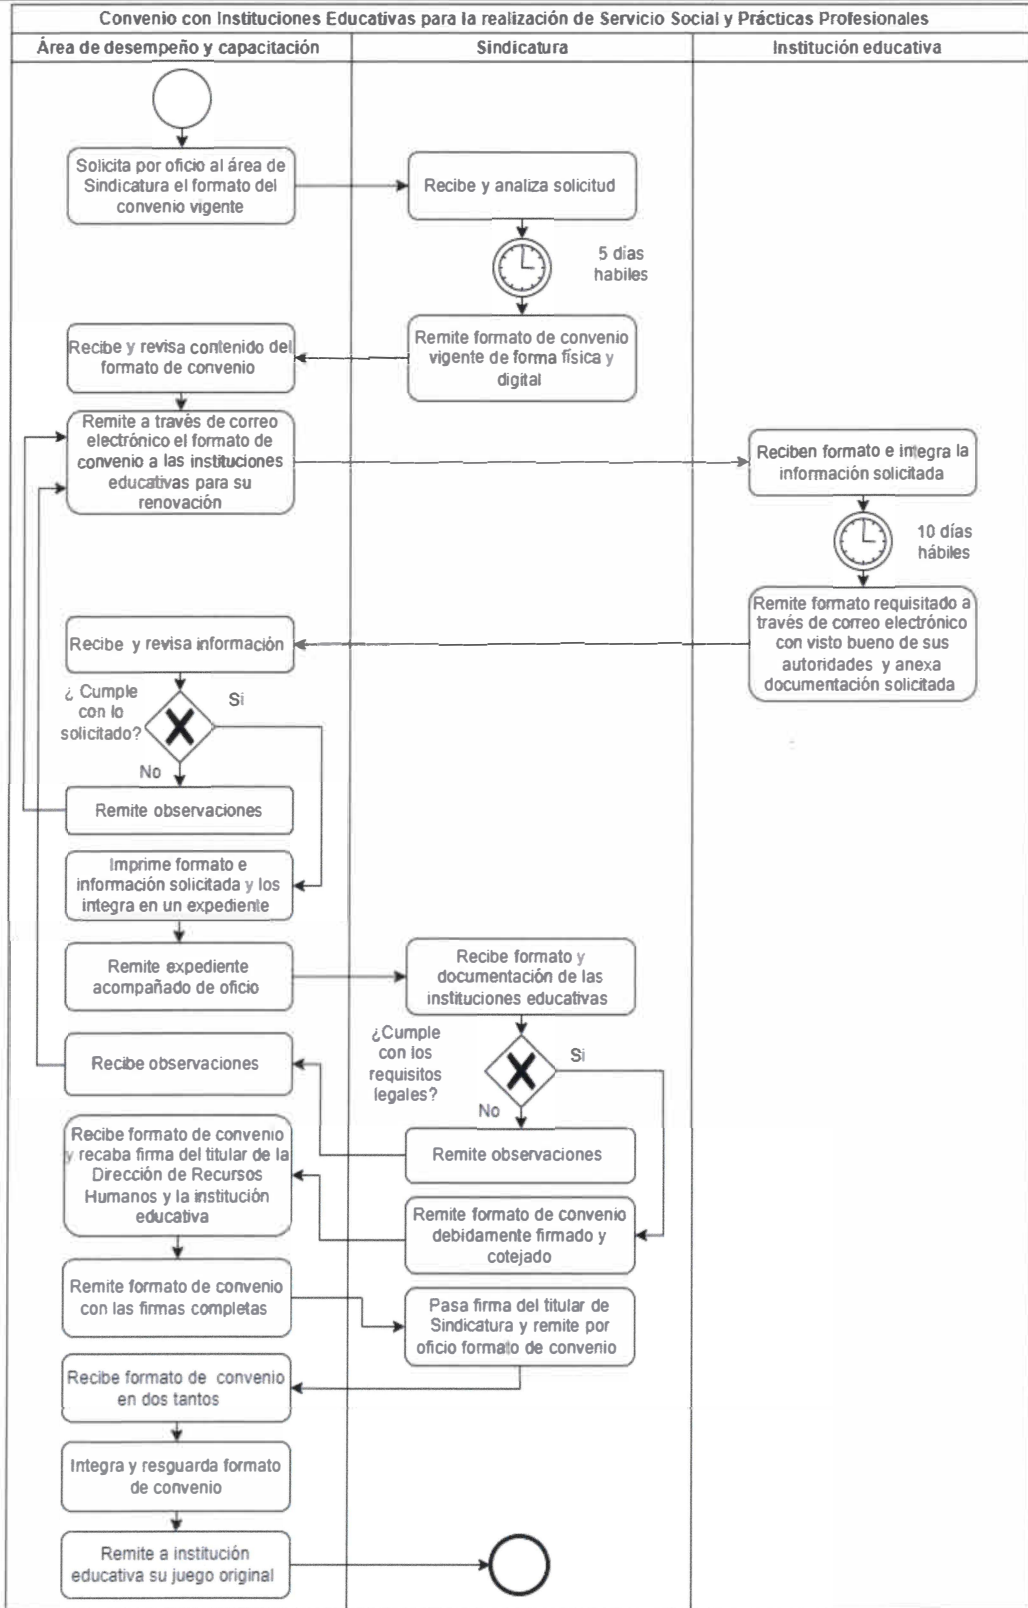 Convenio con Instituciones Educativas para la realización de Servicio Social y Prácticas Profesionales
Área de desempeño y capacitación
Sindicatura
Institución educativa
Solicita por oficio al área de
Sindicatura el formato del
convenio vigente
Recibe y analiza solicitud
5 días
habiles
Remite formato de convenio
vigente de forma física y
digital
Recibe y revisa contenido del
formato de convenio
Remite a través de correo
electrónico el formato de
convenio a las instituciones
educativas para su
renovación
Reciben formato e integra la
información solicitada
10 días
hábiles
Remite formato requisitado a
través de correo electrónico
con visto bueno de sus
autoridades y anexa
documentación solicitada
Recibe y revisa información
¿ Cumple
con lo
solicitado?
Si
No
Remite observaciones
Imprime formato e
información solicitada y los
integra en un expediente
Remite expediente
acompañado de oficio
Recibe formato y
documentación de las
instituciones educativas
¿Cumple
con los
requisitos
legales?
Si
No
Recibe observaciones
Remite observaciones
Recibe formato de convenio
y recaba firma del titular de la
Dirección de Recursos
Humanos y la institución
educativa
Remite formato de convenio
debidamente firmado y
cotejado
Remite formato de convenio
con las firmas completas
Pasa firma del titular de
Sindicatura y remite por
oficio formato de convenio
Recibe formato de convenio
en dos tantos
Integra y resguarda formato
de convenio
Remite a institución
educativa su juego original